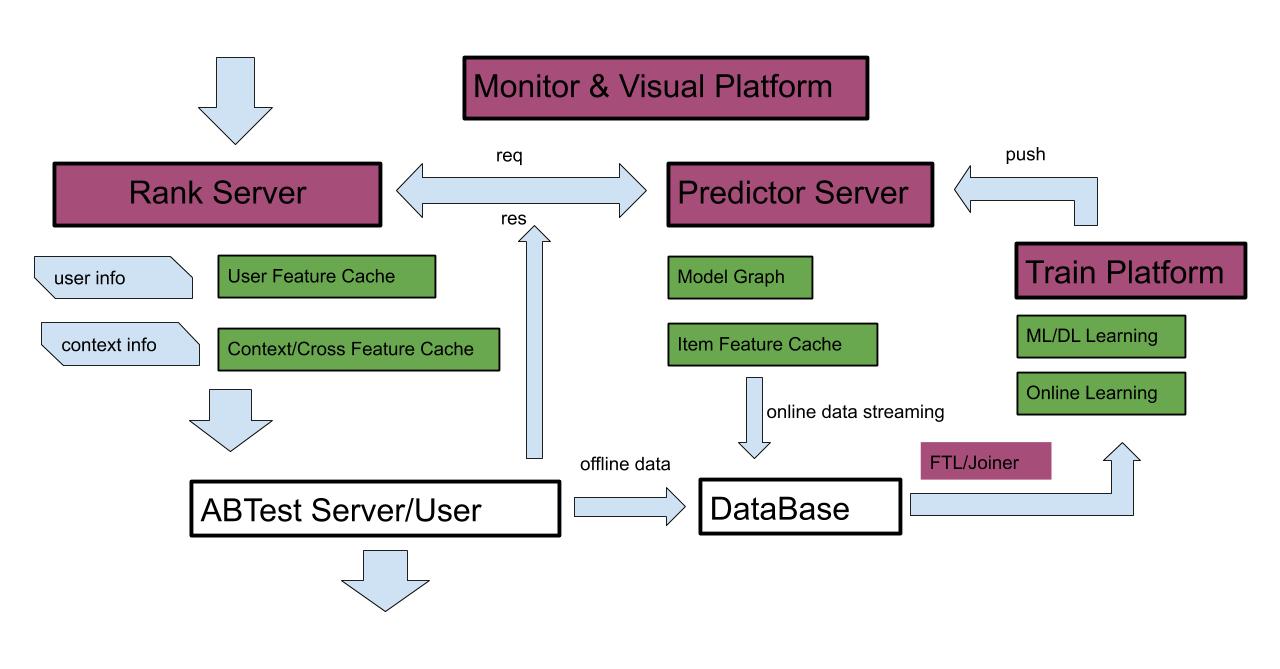 Monitor & Visual Platform
req
push
Rank Server
Predictor Server
res
user info
User Feature Cache
Model Graph
Train Platform
context info
Context/Cross Feature Cache
Item Feature Cache
ML/DL Learning
Online Learning
online data streaming
offline data
FTL/Joiner
ABTest Server/User
DataBase